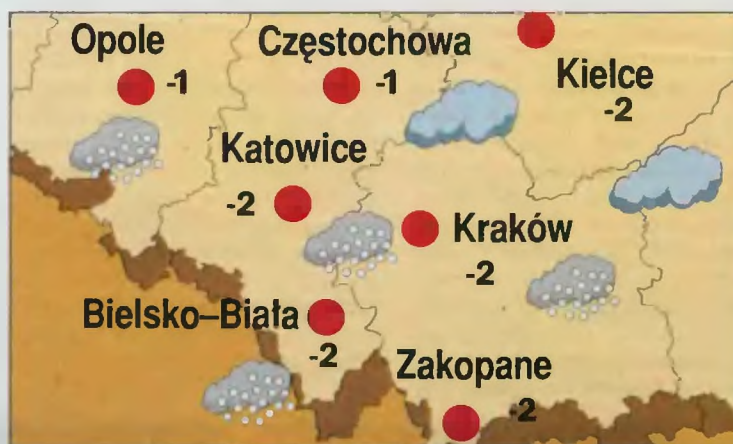 Opole
-1
Częstochowa
-1
Kielce
-2
Katowice
-2
Kraków
-2
Bielsko–Biała
-2
Zakopane
-2